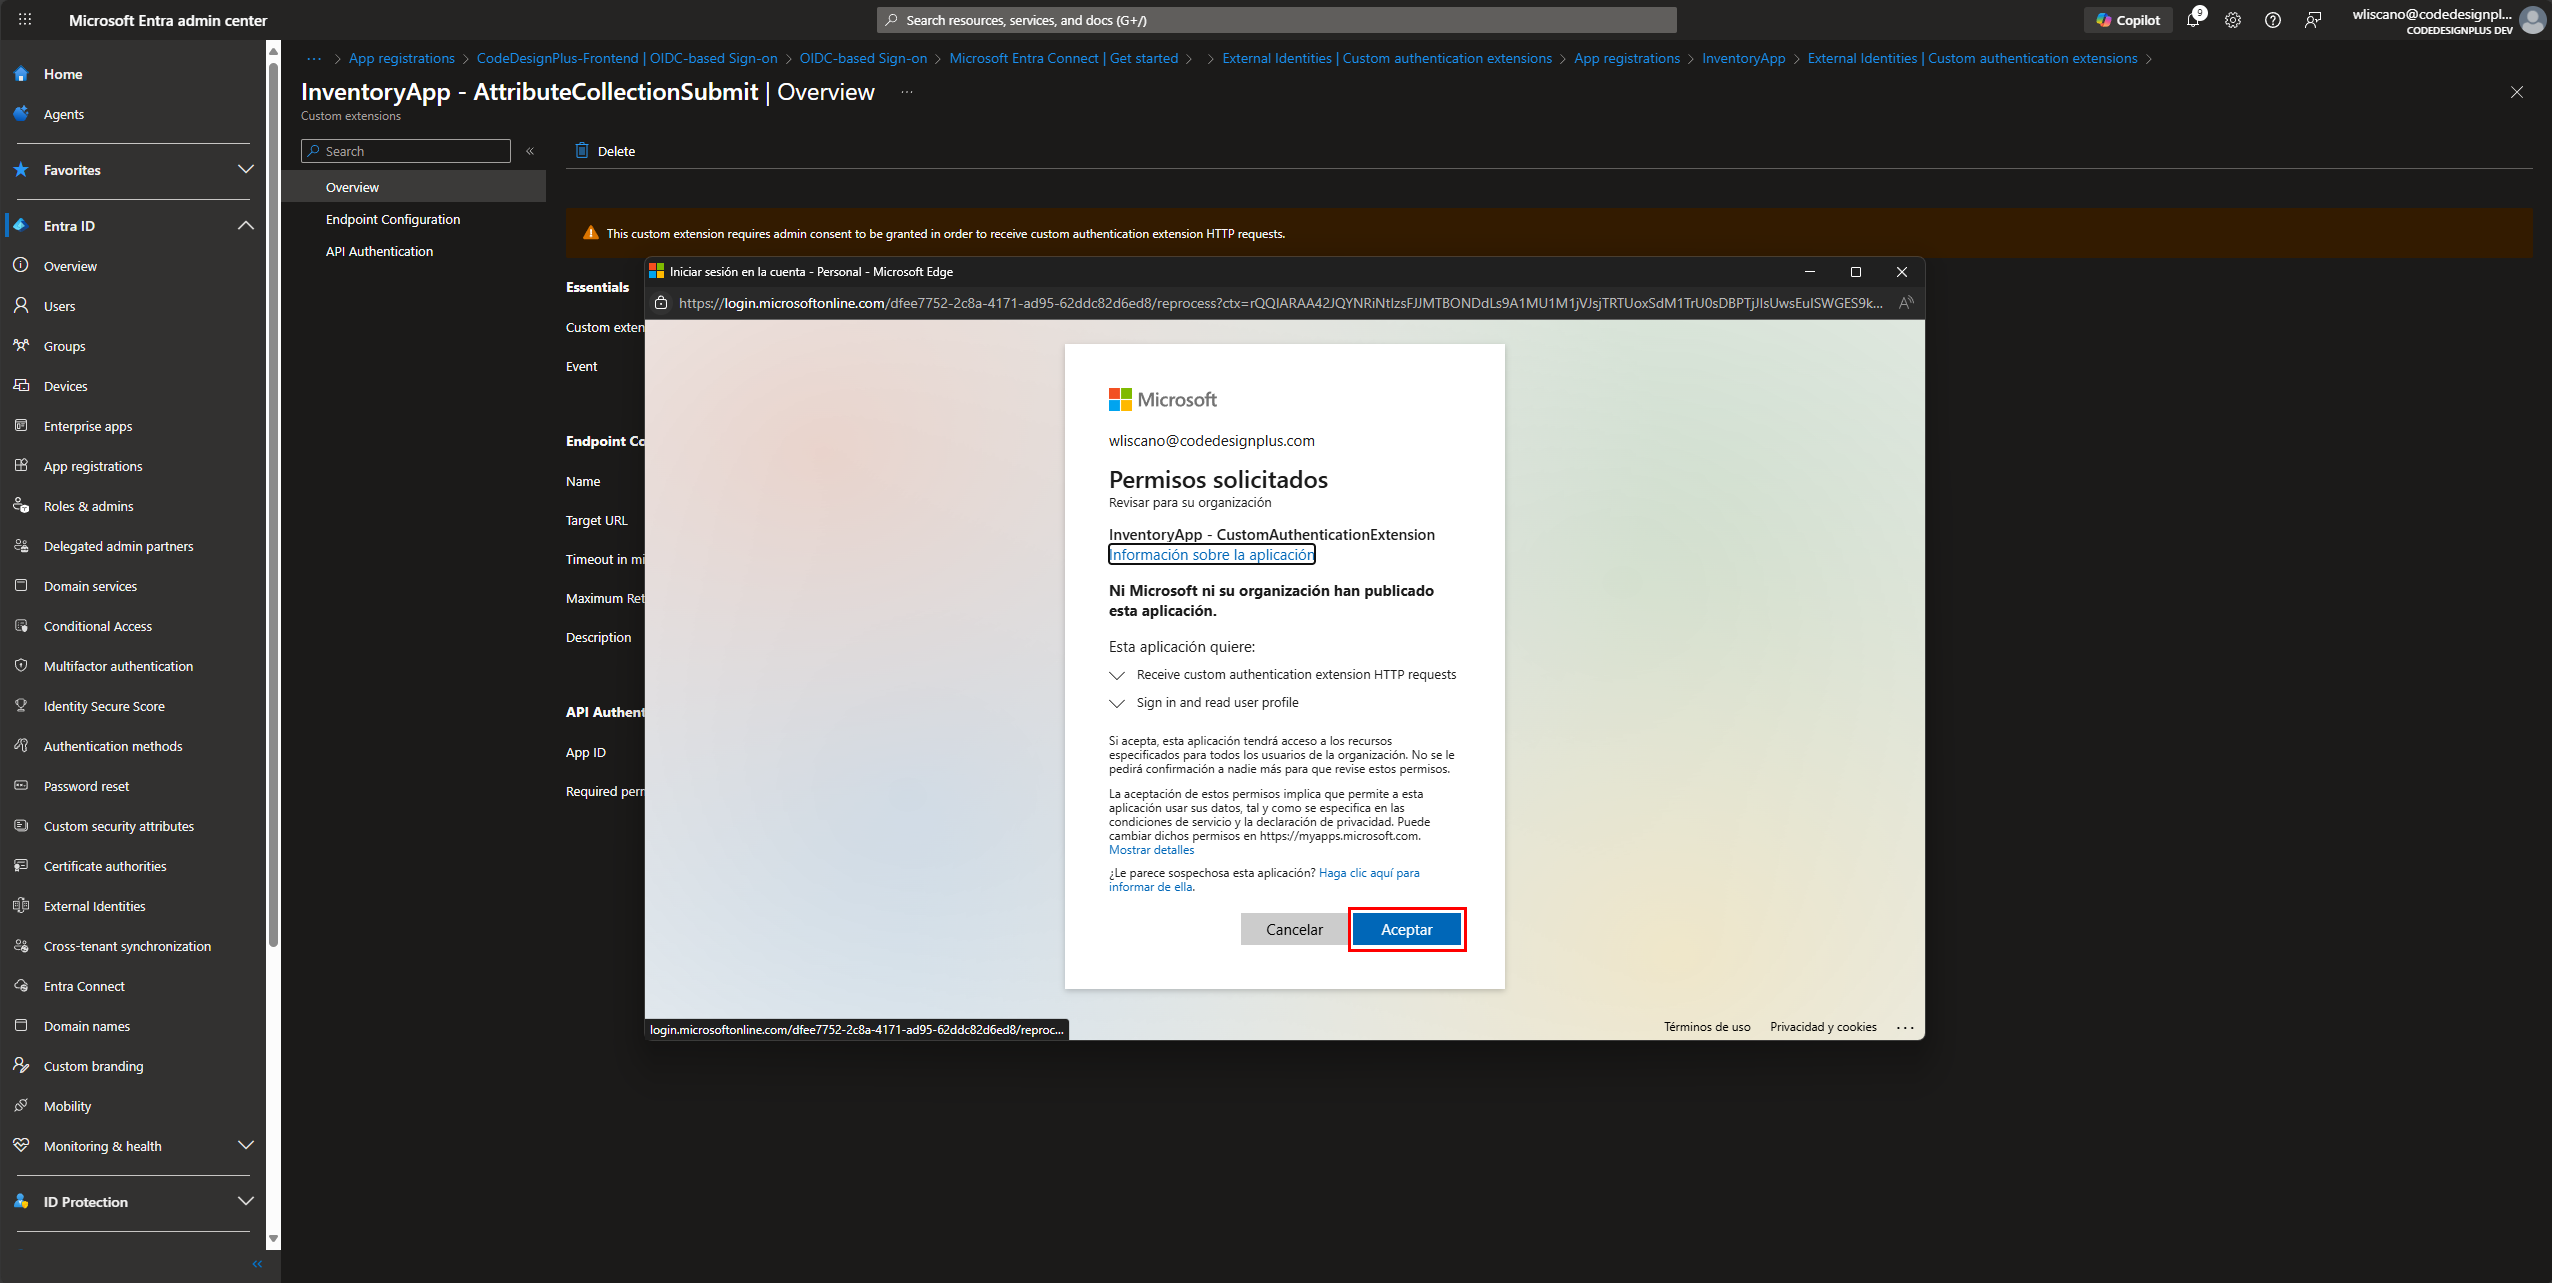 Microsoft Entra admin center
Search resources, services, and docs (G+/)
Copilot
9
wliscano@codedesignpl...
CODEDESIGNPLUS DEV
Home
Agents
Favorites
Entra ID
Overview
Users
Groups
Devices
Enterprise apps
App registrations
Roles & admins
Delegated admin partners
Domain services
Conditional Access
Multifactor authentication
Identity Secure Score
Authentication methods
Password reset
Custom security attributes
Certificate authorities
External Identities
Cross-tenant synchronization
Entra Connect
Domain names
Custom branding
Mobility
Monitoring & health
ID Protection
... > App registrations > CodeDesignPlus-Frontend | OIDC-based Sign-on > OIDC-based Sign-on > Microsoft Entra Connect | Get started > > External Identities | Custom authentication extensions > App registrations > InventoryApp > External Identities | Custom authentication extensions >
InventoryApp - AttributeCollectionSubmit | Overview ...
Custom extensions
Search
Overview
Endpoint Configuration
API Authentication
Delete
This custom extension requires admin consent to be granted in order to receive custom authentication extension HTTP requests.
Essentials
Custom exten
Event
Endpoint Co
Name
Target URL
Timeout in mi
Maximum Ret
Description
API Authent
App ID
Required perm
Iniciar sesión en la cuenta - Personal - Microsoft Edge
Microsoft
wliscano@codedesignplus.com
Permisos solicitados
Revisar para su organización
InventoryApp - CustomAuthenticationExtension
Información sobre la aplicación
Ni Microsoft ni su organización han publicado
esta aplicación.
Esta aplicación quiere:
Receive custom authentication extension HTTP requests
Sign in and read user profile
Si acepta, esta aplicación tendrá acceso a los recursos
especificados para todos los usuarios de la organización. No se le
pedirá confirmación a nadie más para que revise estos permisos.
La aceptación de estos permisos implica que permite a esta
aplicación usar sus datos, tal y como se especifica en las
condiciones de servicio y la declaración de privacidad. Puede
cambiar dichos permisos en https://myapps.microsoft.com.
Mostrar detalles
¿Le parece sospechosa esta aplicación? Haga clic aquí para
informar de ella.
Cancelar
Aceptar
login.microsoftonline.com/dfee7752-2c8a-4171-ad95-62ddc82d6ed8/reproc...
Términos de uso
Privacidad y cookies
...